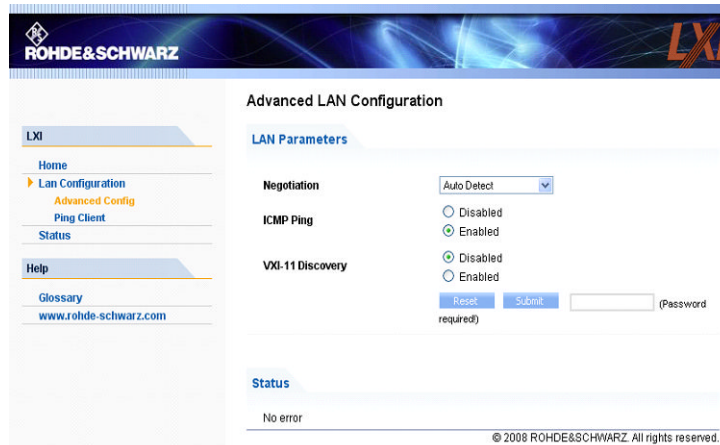 ROHDE&SCHWARZ
LXI
Advanced LAN Configuration
LXI
Home
Lan Configuration
Advanced Config
Ping Client
Status
Help
Glossary
www.rohde-schwarz.com
LAN Parameters
Negotiation Auto Detect
ICMP Ping
Disabled
Enabled
VXI-11 Discovery
Disabled
Enabled
Reset Submit (Password
required!)
Status
No error
© 2008 ROHDE&SCHWARZ. All rights reserved.